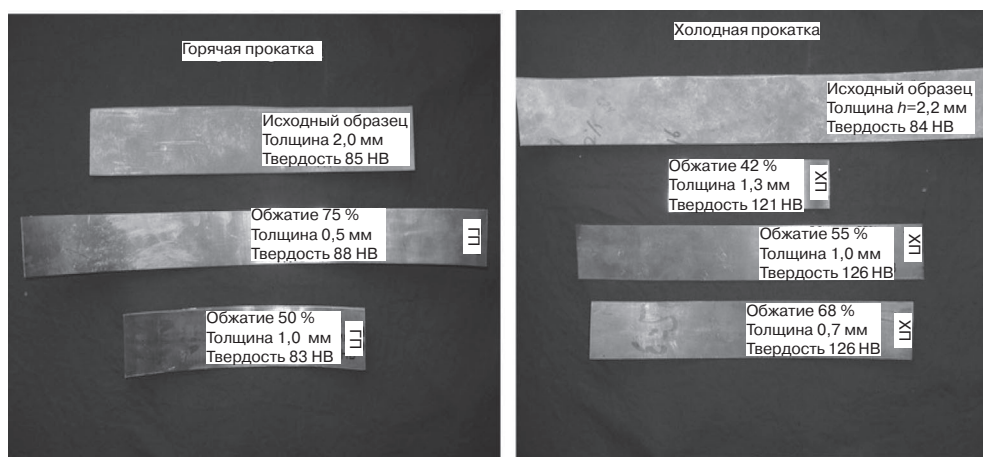 Горячая прокатка
Исходный образец
Толщина 2,0 мм
Твердость 85 НВ
Обжатие 75 %
Толщина 0,5 мм
Твердость 88 НВ
ГП
Обжатие 50 %
Толщина 1,0 мм
Твердость 83 НВ
ГП
Холодная прокатка
Исходный образец
Толщина h=2,2 мм
Твердость 84 НВ
Обжатие 42 %
Толщина 1,3 мм
Твердость 121 НВ
ХП
Обжатие 55 %
Толщина 1,0 мм
Твердость 126 НВ
ХП
Обжатие 68 %
Толщина 0,7 мм
Твердость 126 НВ
ХП